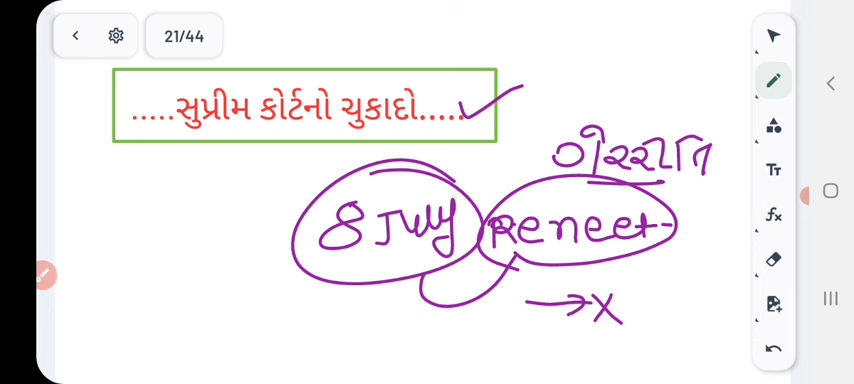 21/44
.....સુપ્રીમ કોર્ટનો ચુકાદો.....
ગેરરીતિ
8 July Reneet
→ X